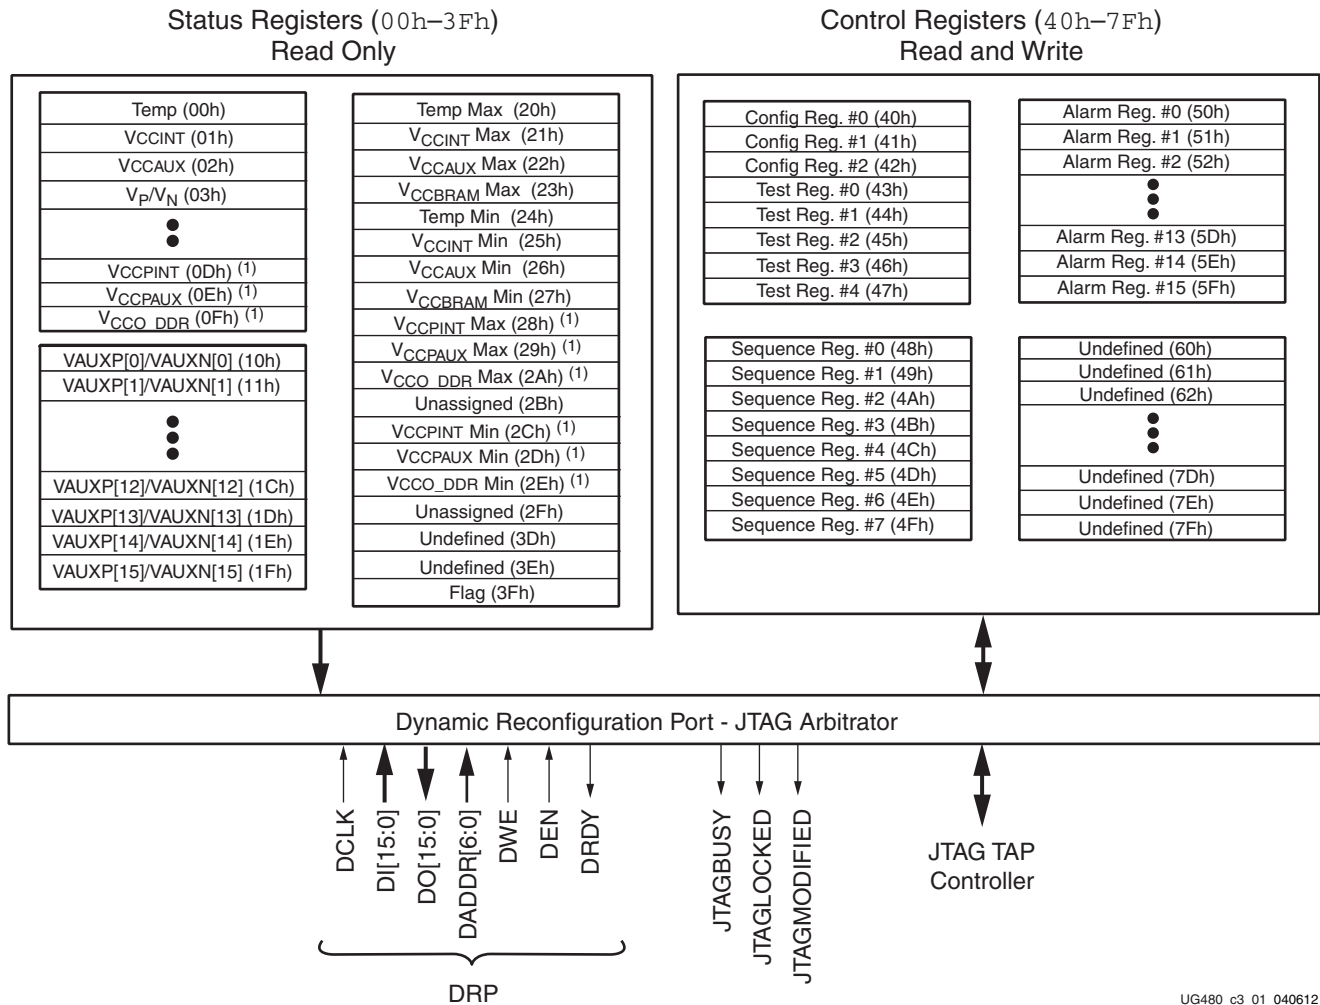 Status Registers (00h–3Fh)
Read Only
Temp (00h)
VCCINT (01h)
VCCAUX (02h)
VP/VN (03h)
VCCPINT (0Dh) (1)
VCCPAUX (0Eh) (1)
VCCO_DDR (0Fh) (1)
VAUXP[0]/VAUXN[0] (10h)
VAUXP[1]/VAUXN[1] (11h)
VAUXP[12]/VAUXN[12] (1Ch)
VAUXP[13]/VAUXN[13] (1Dh)
VAUXP[14]/VAUXN[14] (1Eh)
VAUXP[15]/VAUXN[15] (1Fh)
Temp Max (20h)
VCCINT Max (21h)
VCCAUX Max (22h)
VCCBRAM Max (23h)
Temp Min (24h)
VCCINT Min (25h)
VCCAUX Min (26h)
VCCBRAM Min (27h)
VCCPINT Max (28h) (1)
VCCPAUX Max (29h) (1)
VCCO_DDR Max (2Ah) (1)
Unassigned (2Bh)
VCCPINT Min (2Ch) (1)
VCCPAUX Min (2Dh) (1)
VCCO_DDR Min (2Eh) (1)
Unassigned (2Fh)
Undefined (3Dh)
Undefined (3Eh)
Flag (3Fh)
Control Registers (40h–7Fh)
Read and Write
Config Reg. #0 (40h)
Config Reg. #1 (41h)
Config Reg. #2 (42h)
Test Reg. #0 (43h)
Test Reg. #1 (44h)
Test Reg. #2 (45h)
Test Reg. #3 (46h)
Test Reg. #4 (47h)
Sequence Reg. #0 (48h)
Sequence Reg. #1 (49h)
Sequence Reg. #2 (4Ah)
Sequence Reg. #3 (4Bh)
Sequence Reg. #4 (4Ch)
Sequence Reg. #5 (4Dh)
Sequence Reg. #6 (4Eh)
Sequence Reg. #7 (4Fh)
Alarm Reg. #0 (50h)
Alarm Reg. #1 (51h)
Alarm Reg. #2 (52h)
Alarm Reg. #13 (5Dh)
Alarm Reg. #14 (5Eh)
Alarm Reg. #15 (5Fh)
Undefined (60h)
Undefined (61h)
Undefined (62h)
Undefined (7Dh)
Undefined (7Eh)
Undefined (7Fh)
Dynamic Reconfiguration Port - JTAG Arbitrator
DCLK
DI[15:0]
DO[15:0]
DADDR[6:0]
DWE
DEN
DRDY
JTAGBUSY
JTAGLOCKED
JTAGMODIFIED
JTAG TAP
Controller
DRP
UG480_c3_01_040612